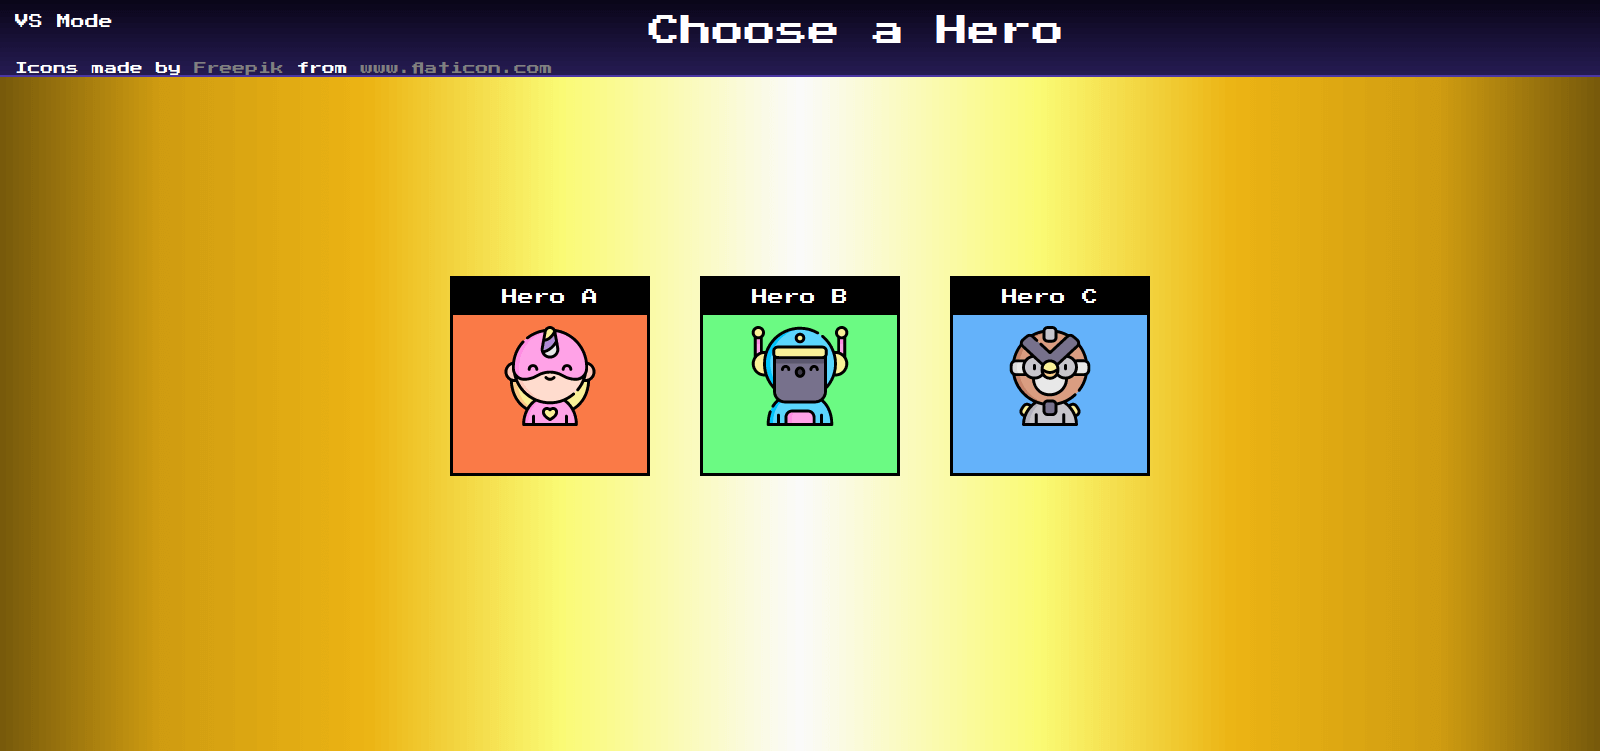 VS Mode
Choose a Hero
Icons made by Freepik from www.flaticon.com
Hero A
Hero B
Hero C